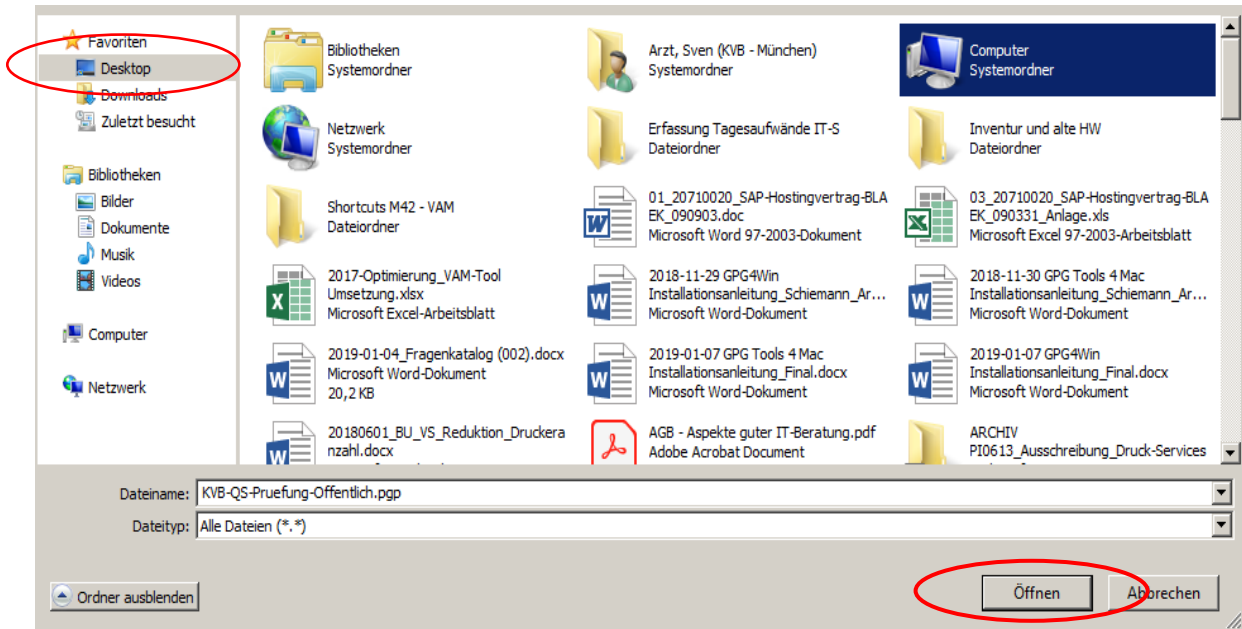 Favoriten
Desktop
Downloads
Zuletzt besucht
Bibliotheken
Bilder
Dokumente
Musik
Videos
Computer
Netzwerk
Bibliotheken
Systemordner
Arzt, Sven (KVB - München)
Systemordner
Computer
Systemordner
Netzwerk
Systemordner
Erfassung Tagesaufwände IT-S
Dateiordner
Inventur und alte HW
Dateiordner
Shortcuts M42 - VAM
Dateiordner
01_20710020_SAP-Hostingvertrag-BLA
EK_090903.doc
Microsoft Word 97-2003-Dokument
03_20710020_SAP-Hostingvertrag-BLA
EK_090331_Anlage.xls
Microsoft Excel 97-2003-Arbeitsblatt
2017-Optimierung_VAM-Tool
Umsetzung.xlsx
Microsoft Excel-Arbeitsblatt
2018-11-29 GPG4Win
Installationsanleitung_Schiemann_Ar...
Microsoft Word-Dokument
2018-11-30 GPG Tools 4 Mac
Installationsanleitung_Schiemann_Ar...
Microsoft Word-Dokument
2019-01-04_Fragenkatalog (002).docx
Microsoft Word-Dokument
20,2 KB
2019-01-07 GPG Tools 4 Mac
Installationsanleitung_Final.docx
Microsoft Word-Dokument
2019-01-07 GPG4Win
Installationsanleitung_Final.docx
Microsoft Word-Dokument
20180601_BU_VS_Reduktion_Druckera
nzahl.docx
AGB - Aspekte guter IT-Beratung.pdf
Adobe Acrobat Document
ARCHIV
PI0613_Ausschreibung_Druck-Services
Dateiname: KVB-QS-Pruefung-Offentlich.pgp
Dateityp: Alle Dateien (*.*)
Ordner ausblenden
Öffnen
Abbrechen